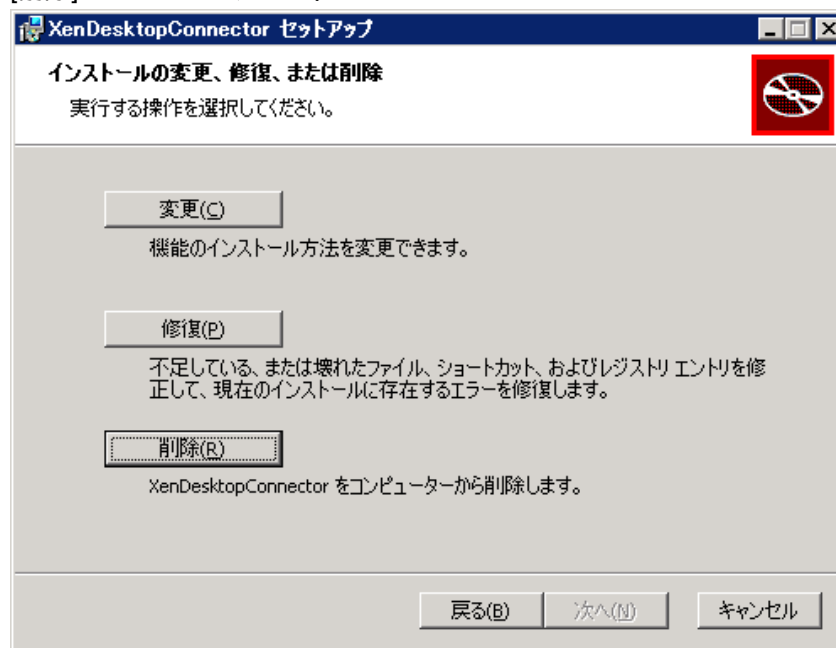 XenDesktopConnector セットアップ
インストールの変更、修復、または削除
実行する操作を選択してください。
変更(C)
機能のインストール方法を変更できます。
修復(P)
不足している、または壊れたファイル、ショートカット、およびレジストリ エントリを修
正して、現在のインストールに存在するエラーを修復します。
削除(R)
XenDesktopConnector をコンピューターから削除します。
戻る(B)
次へ(N)
キャンセル